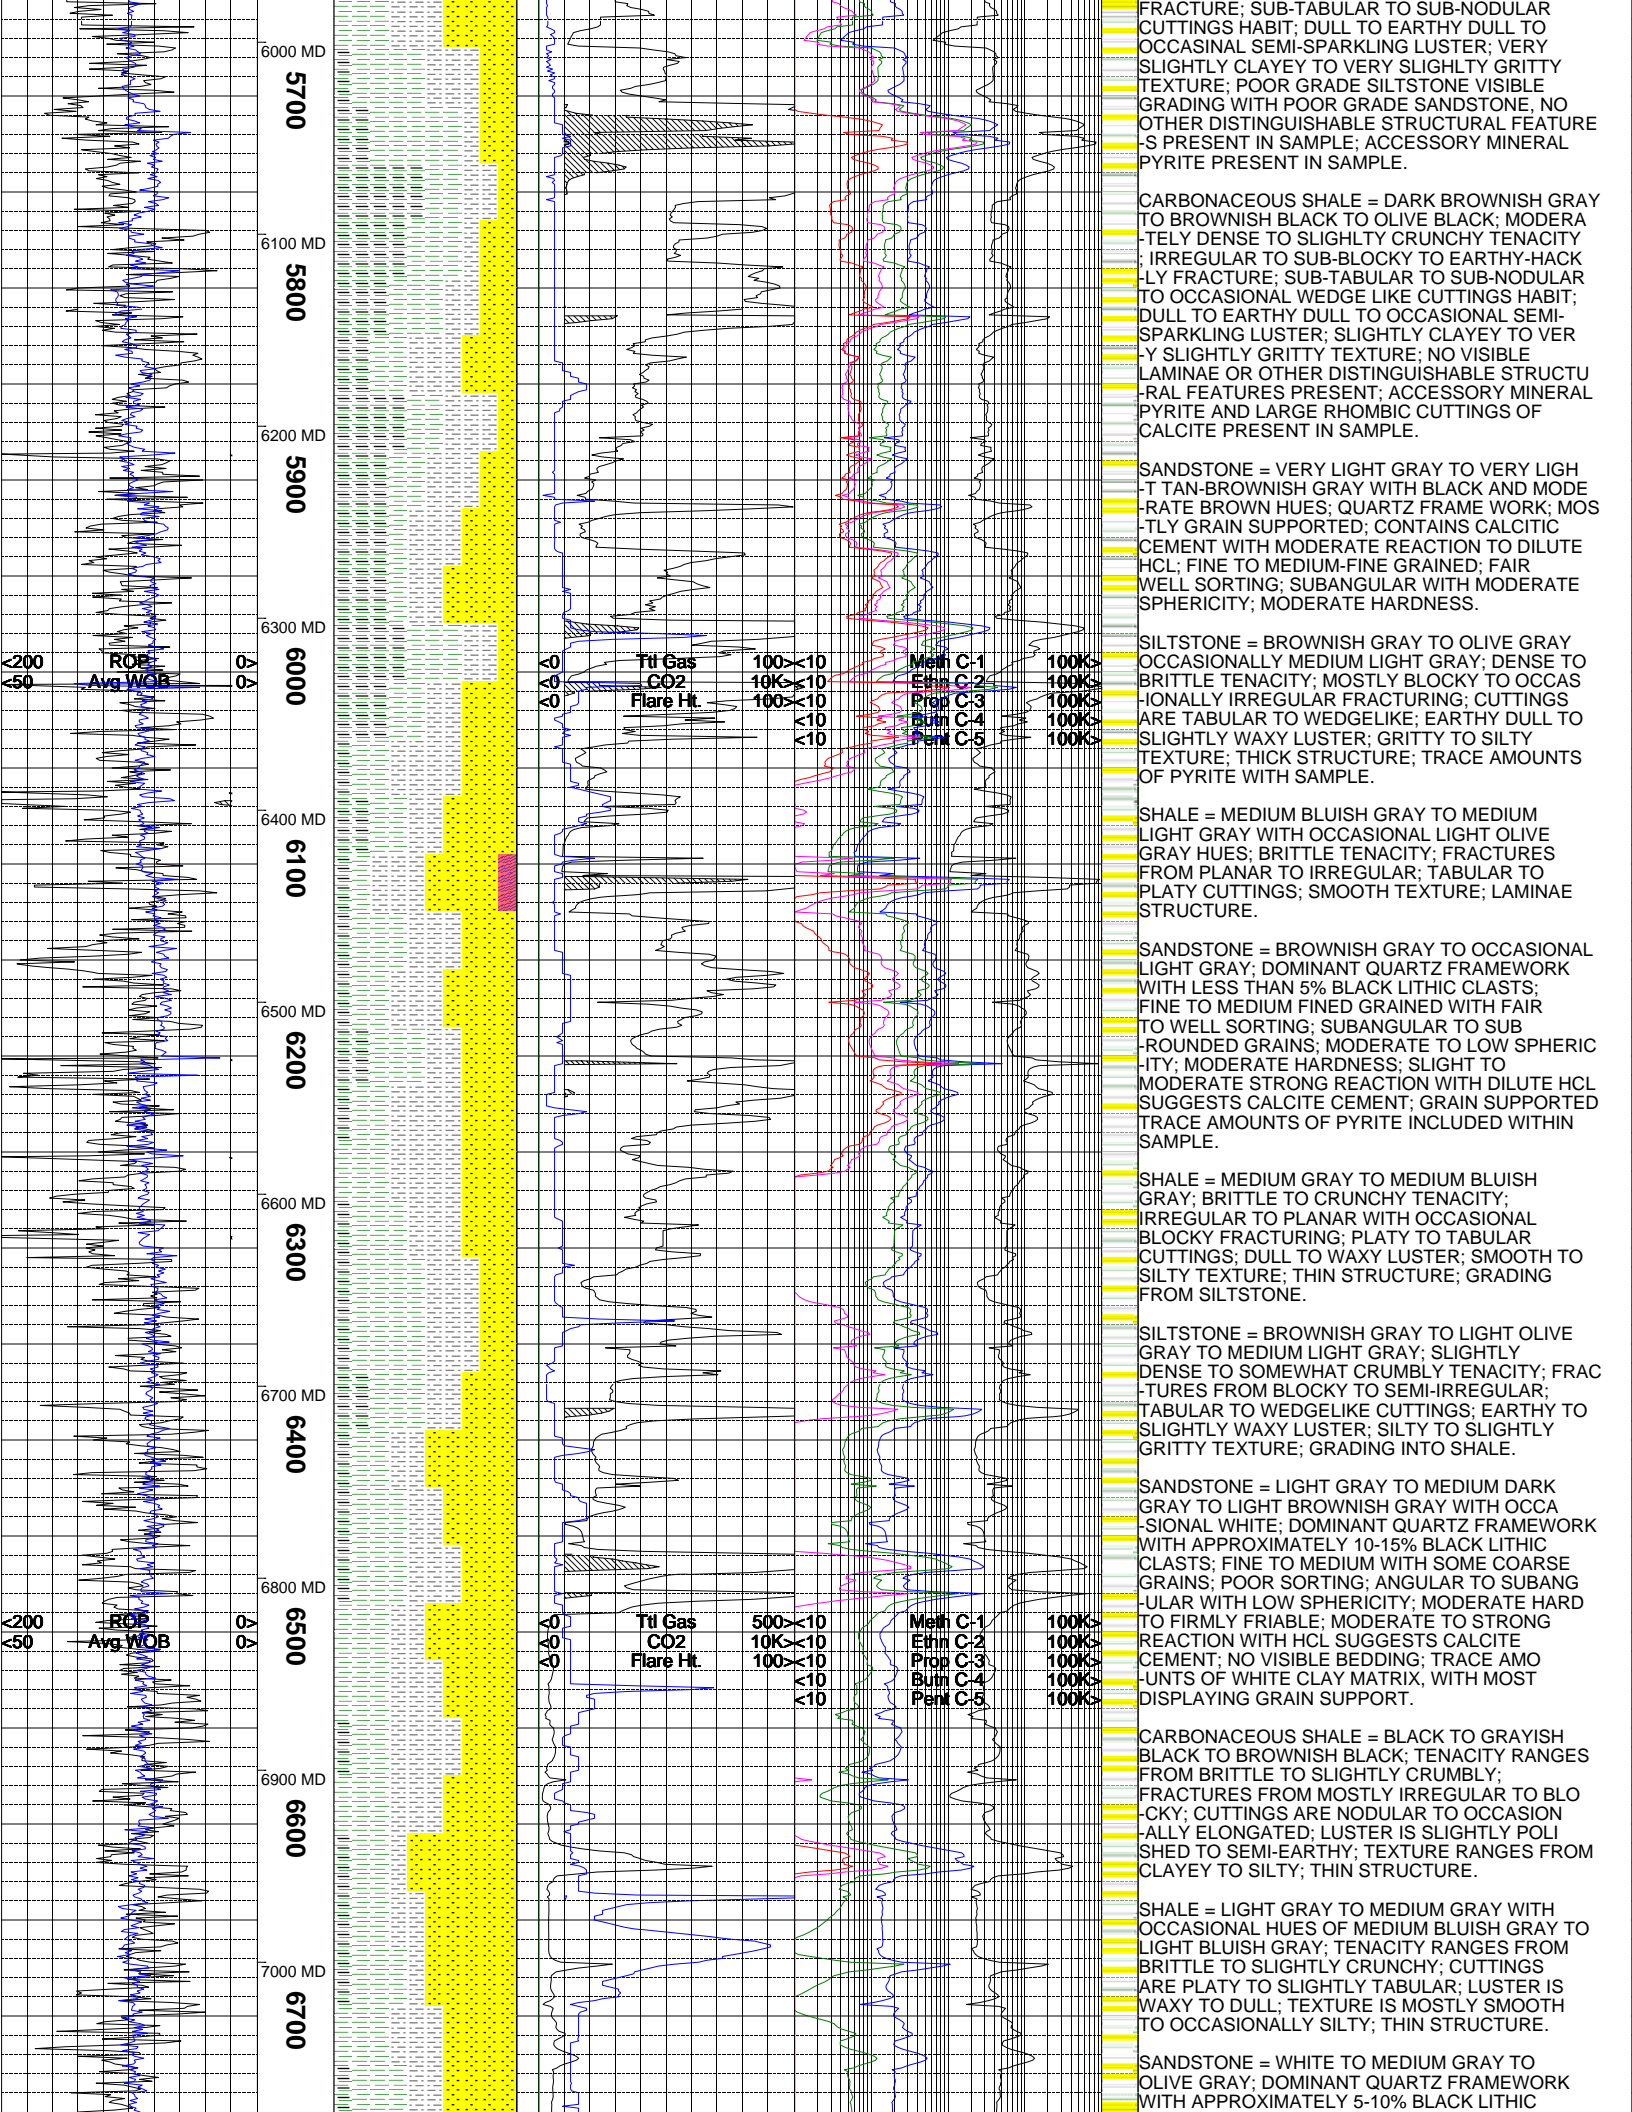 6000 MD
5700
6100 MD
5800
6200 MD
5900
6300 MD
<200 ROP 0>
<50 Avg WOB 0>
6000
<0 Ttl Gas 100>
<0 CO2 10K>
<0 Flare Ht. 100>
<10 Meth C-1 100K>
<10 Ethn C-2 100K>
<10 Prop C-3 100K>
<10 Butn C-4 100K>
<10 Pent C-5 100K>
6400 MD
6100
6500 MD
6200
6600 MD
6300
6700 MD
6400
6800 MD
<200 ROP 0>
<50 Avg WOB 0>
6500
<0 Ttl Gas 500>
<0 CO2 10K>
<0 Flare Ht. 100>
<10 Meth C-1 100K>
<10 Ethn C-2 100K>
<10 Prop C-3 100K>
<10 Butn C-4 100K>
<10 Pent C-5 100K>
6900 MD
6600
7000 MD
6700
FRACTURE; SUB-TABULAR TO SUB-NODULAR
CUTTINGS HABIT; DULL TO EARTHY DULL TO
OCCASINAL SEMI-SPARKLING LUSTER; VERY
SLIGHTLY CLAYEY TO VERY SLIGHLTY GRITTY
TEXTURE; POOR GRADE SILTSTONE VISIBLE
GRADING WITH POOR GRADE SANDSTONE, NO
OTHER DISTINGUISHABLE STRUCTURAL FEATURE
-S PRESENT IN SAMPLE; ACCESSORY MINERAL
PYRITE PRESENT IN SAMPLE.
CARBONACEOUS SHALE = DARK BROWNISH GRAY
TO BROWNISH BLACK TO OLIVE BLACK; MODERA
-TELY DENSE TO SLIGHLTY CRUNCHY TENACITY
; IRREGULAR TO SUB-BLOCKY TO EARTHY-HACK
-LY FRACTURE; SUB-TABULAR TO SUB-NODULAR
TO OCCASIONAL WEDGE LIKE CUTTINGS HABIT;
DULL TO EARTHY DULL TO OCCASIONAL SEMI-
SPARKLING LUSTER; SLIGHTLY CLAYEY TO VER
-Y SLIGHTLY GRITTY TEXTURE; NO VISIBLE
LAMINAE OR OTHER DISTINGUISHABLE STRUCTU
-RAL FEATURES PRESENT; ACCESSORY MINERAL
PYRITE AND LARGE RHOMBIC CUTTINGS OF
CALCITE PRESENT IN SAMPLE.
SANDSTONE = VERY LIGHT GRAY TO VERY LIGH
-T TAN-BROWNISH GRAY WITH BLACK AND MODE
-RATE BROWN HUES; QUARTZ FRAME WORK; MOS
-TLY GRAIN SUPPORTED; CONTAINS CALCITIC
CEMENT WITH MODERATE REACTION TO DILUTE
HCL; FINE TO MEDIUM-FINE GRAINED; FAIR
WELL SORTING; SUBANGULAR WITH MODERATE
SPHERICITY; MODERATE HARDNESS.
SILTSTONE = BROWNISH GRAY TO OLIVE GRAY
OCCASIONALLY MEDIUM LIGHT GRAY; DENSE TO
BRITTLE TENACITY; MOSTLY BLOCKY TO OCCAS
-IONALLY IRREGULAR FRACTURING; CUTTINGS
ARE TABULAR TO WEDGELIKE; EARTHY DULL TO
SLIGHTLY WAXY LUSTER; GRITTY TO SILTY
TEXTURE; THICK STRUCTURE; TRACE AMOUNTS
OF PYRITE WITH SAMPLE.
SHALE = MEDIUM BLUISH GRAY TO MEDIUM
LIGHT GRAY WITH OCCASIONAL LIGHT OLIVE
GRAY HUES; BRITTLE TENACITY; FRACTURES
FROM PLANAR TO IRREGULAR; TABULAR TO
PLATY CUTTINGS; SMOOTH TEXTURE; LAMINAE
STRUCTURE.
SANDSTONE = BROWNISH GRAY TO OCCASIONAL
LIGHT GRAY; DOMINANT QUARTZ FRAMEWORK
WITH LESS THAN 5% BLACK LITHIC CLASTS;
FINE TO MEDIUM FINED GRAINED WITH FAIR
TO WELL SORTING; SUBANGULAR TO SUB
-ROUNDED GRAINS; MODERATE TO LOW SPHERIC
-ITY; MODERATE HARDNESS; SLIGHT TO
MODERATE STRONG REACTION WITH DILUTE HCL
SUGGESTS CALCITE CEMENT; GRAIN SUPPORTED
TRACE AMOUNTS OF PYRITE INCLUDED WITHIN
SAMPLE.
SHALE = MEDIUM GRAY TO MEDIUM BLUISH
GRAY; BRITTLE TO CRUNCHY TENACITY;
IRREGULAR TO PLANAR WITH OCCASIONAL
BLOCKY FRACTURING; PLATY TO TABULAR
CUTTINGS; DULL TO WAXY LUSTER; SMOOTH TO
SILTY TEXTURE; THIN STRUCTURE; GRADING
FROM SILTSTONE.
SILTSTONE = BROWNISH GRAY TO LIGHT OLIVE
GRAY TO MEDIUM LIGHT GRAY; SLIGHTLY
DENSE TO SOMEWHAT CRUMBLY TENACITY; FRAC
-TURES FROM BLOCKY TO SEMI-IRREGULAR;
TABULAR TO WEDGELIKE CUTTINGS; EARTHY TO
SLIGHTLY WAXY LUSTER; SILTY TO SLIGHTLY
GRITTY TEXTURE; GRADING INTO SHALE.
SANDSTONE = LIGHT GRAY TO MEDIUM DARK
GRAY TO LIGHT BROWNISH GRAY WITH OCCA
-SIONAL WHITE; DOMINANT QUARTZ FRAMEWORK
WITH APPROXIMATELY 10-15% BLACK LITHIC
CLASTS; FINE TO MEDIUM WITH SOME COARSE
GRAINS; POOR SORTING; ANGULAR TO SUBANG
-ULAR WITH LOW SPHERICITY; MODERATE HARD
TO FIRMLY FRIABLE; MODERATE TO STRONG
REACTION WITH HCL SUGGESTS CALCITE
CEMENT; NO VISIBLE BEDDING; TRACE AMO
-UNTS OF WHITE CLAY MATRIX, WITH MOST
DISPLAYING GRAIN SUPPORT.
CARBONACEOUS SHALE = BLACK TO GRAYISH
BLACK TO BROWNISH BLACK; TENACITY RANGES
FROM BRITTLE TO SLIGHTLY CRUMBLY;
FRACTURES FROM MOSTLY IRREGULAR TO BLO
-CKY; CUTTINGS ARE NODULAR TO OCCASION
-ALLY ELONGATED; LUSTER IS SLIGHTLY POLI
SHED TO SEMI-EARTHY; TEXTURE RANGES FROM
CLAYEY TO SILTY; THIN STRUCTURE.
SHALE = LIGHT GRAY TO MEDIUM GRAY WITH
OCCASIONAL HUES OF MEDIUM BLUISH GRAY TO
LIGHT BLUISH GRAY; TENACITY RANGES FROM
BRITTLE TO SLIGHTLY CRUNCHY; CUTTINGS
ARE PLATY TO SLIGHTLY TABULAR; LUSTER IS
WAXY TO DULL; TEXTURE IS MOSTLY SMOOTH
TO OCCASIONALLY SILTY; THIN STRUCTURE.
SANDSTONE = WHITE TO MEDIUM GRAY TO
OLIVE GRAY; DOMINANT QUARTZ FRAMEWORK
WITH APPROXIMATELY 5-10% BLACK LITHIC